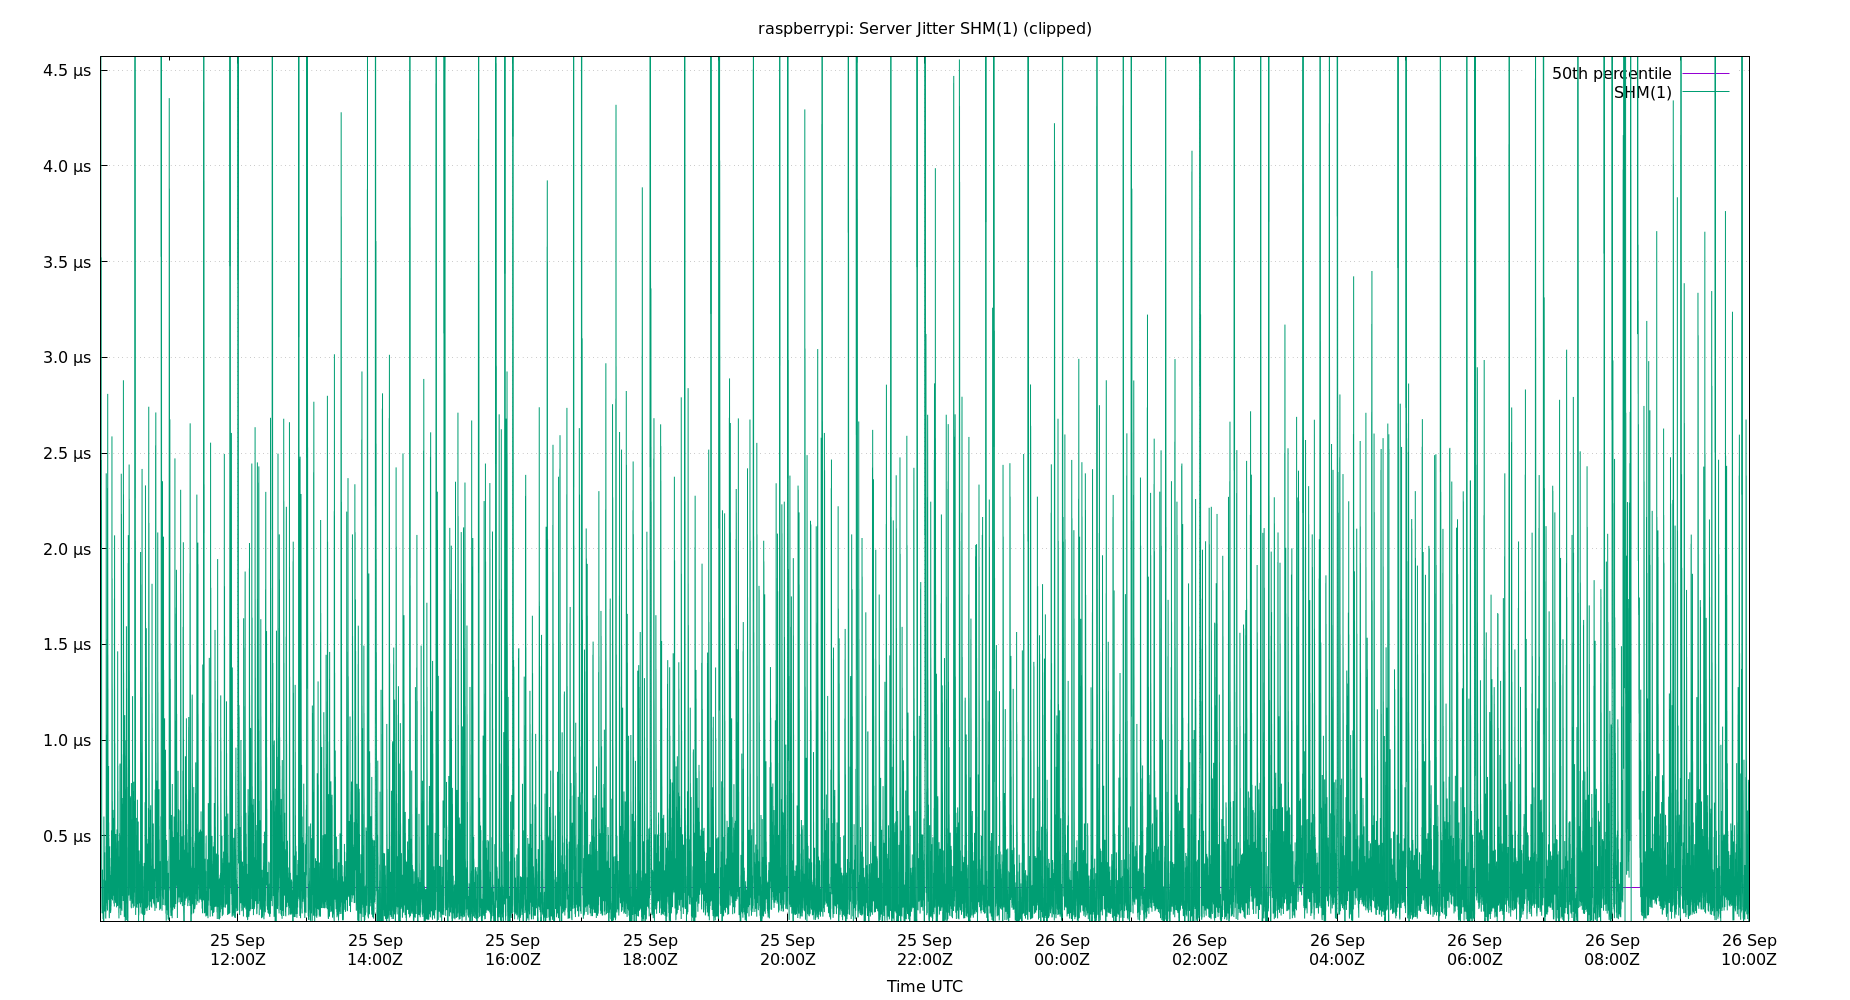 raspberrypi: Server Jitter SHM(1) (clipped)
4.5 µs
4.0 µs
3.5 µs
3.0 µs
2.5 µs
2.0 µs
1.5 µs
1.0 µs
0.5 µs
50th percentile
SHM(1)
25 Sep
12:00Z
25 Sep
14:00Z
25 Sep
16:00Z
25 Sep
18:00Z
25 Sep
20:00Z
25 Sep
22:00Z
26 Sep
00:00Z
26 Sep
02:00Z
26 Sep
04:00Z
26 Sep
06:00Z
26 Sep
08:00Z
26 Sep
10:00Z
Time UTC